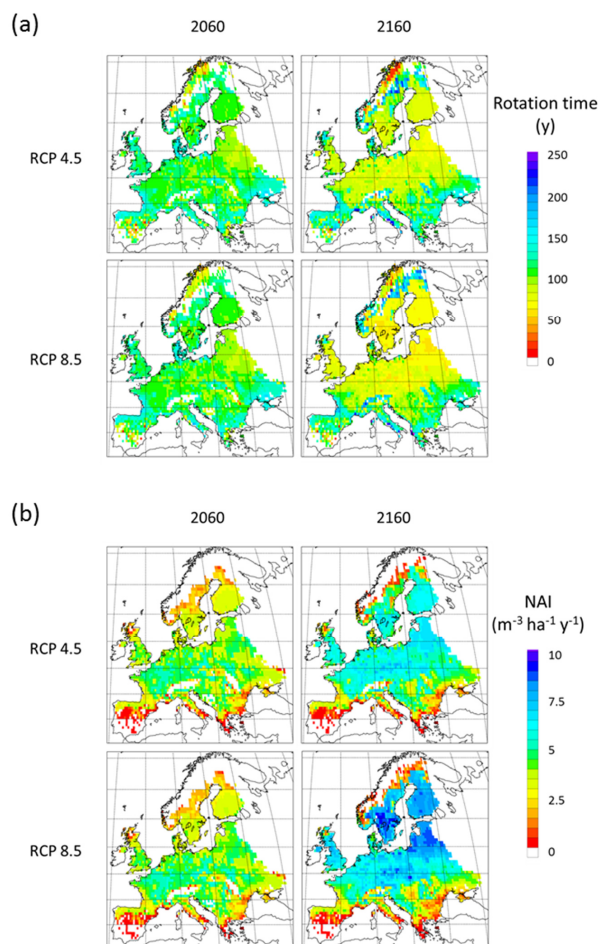 (a)
2060 2160
Rotation time
(y)
RCP 4.5
250
200
150
100
50
0
RCP 8.5
(b)
2060 2160
NAI
(m⁻³ ha⁻¹ y⁻¹)
RCP 4.5
10
7.5
5
2.5
0
RCP 8.5